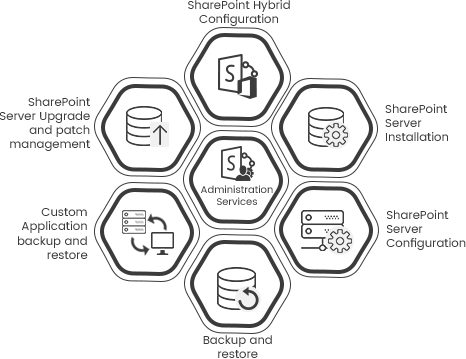 SharePoint Hybrid
Configuration
S
SharePoint
Server Upgrade
and patch
management
SharePoint
Server
Installation
S
Administration
Services
Custom
Application
backup and
restore
SharePoint
Server
Configuration
Backup and
restore